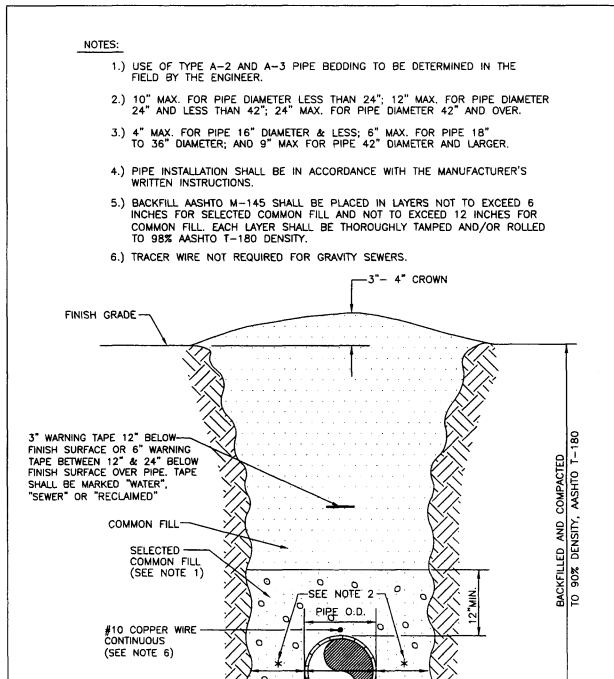 NOTES:
1.) USE OF TYPE A-2 AND A-3 PIPE BEDDING TO BE DETERMINED IN THE
FIELD BY THE ENGINEER.
2.) 10" MAX. FOR PIPE DIAMETER LESS THAN 24"; 12" MAX. FOR PIPE DIAMETER
24" AND LESS THAN 42"; 24" MAX. FOR PIPE DIAMETER 42" AND OVER.
3.) 4" MAX. FOR PIPE 16" DIAMETER & LESS; 6" MAX. FOR PIPE 18"
TO 36" DIAMETER; AND 9" MAX FOR PIPE 42" DIAMETER AND LARGER.
4.) PIPE INSTALLATION SHALL BE IN ACCORDANCE WITH THE MANUFACTURER'S
WRITTEN INSTRUCTIONS.
5.) BACKFILL AASHTO M-145 SHALL BE PLACED IN LAYERS NOT TO EXCEED 6
INCHES FOR SELECTED COMMON FILL AND NOT TO EXCEED 12 INCHES FOR
COMMON FILL. EACH LAYER SHALL BE THOROUGHLY TAMPED AND/OR ROLLED
TO 98% AASHTO T-180 DENSITY.
6.) TRACER WIRE NOT REQUIRED FOR GRAVITY SEWERS.
3"- 4" CROWN
FINISH GRADE
3" WARNING TAPE 12" BELOW
FINISH SURFACE OR 6" WARNING
TAPE BETWEEN 12" & 24" BELOW
FINISH SURFACE OVER PIPE. TAPE
SHALL BE MARKED "WATER",
"SEWER" OR "RECLAIMED"
COMMON FILL
SELECTED
COMMON FILL
(SEE NOTE 1)
SEE NOTE 2
PIPE O.D.
12"MIN.
#10 COPPER WIRE
CONTINUOUS
(SEE NOTE 6)
* *
BACKFILLED AND COMPACTED
TO 90% DENSITY, AASHTO T-180